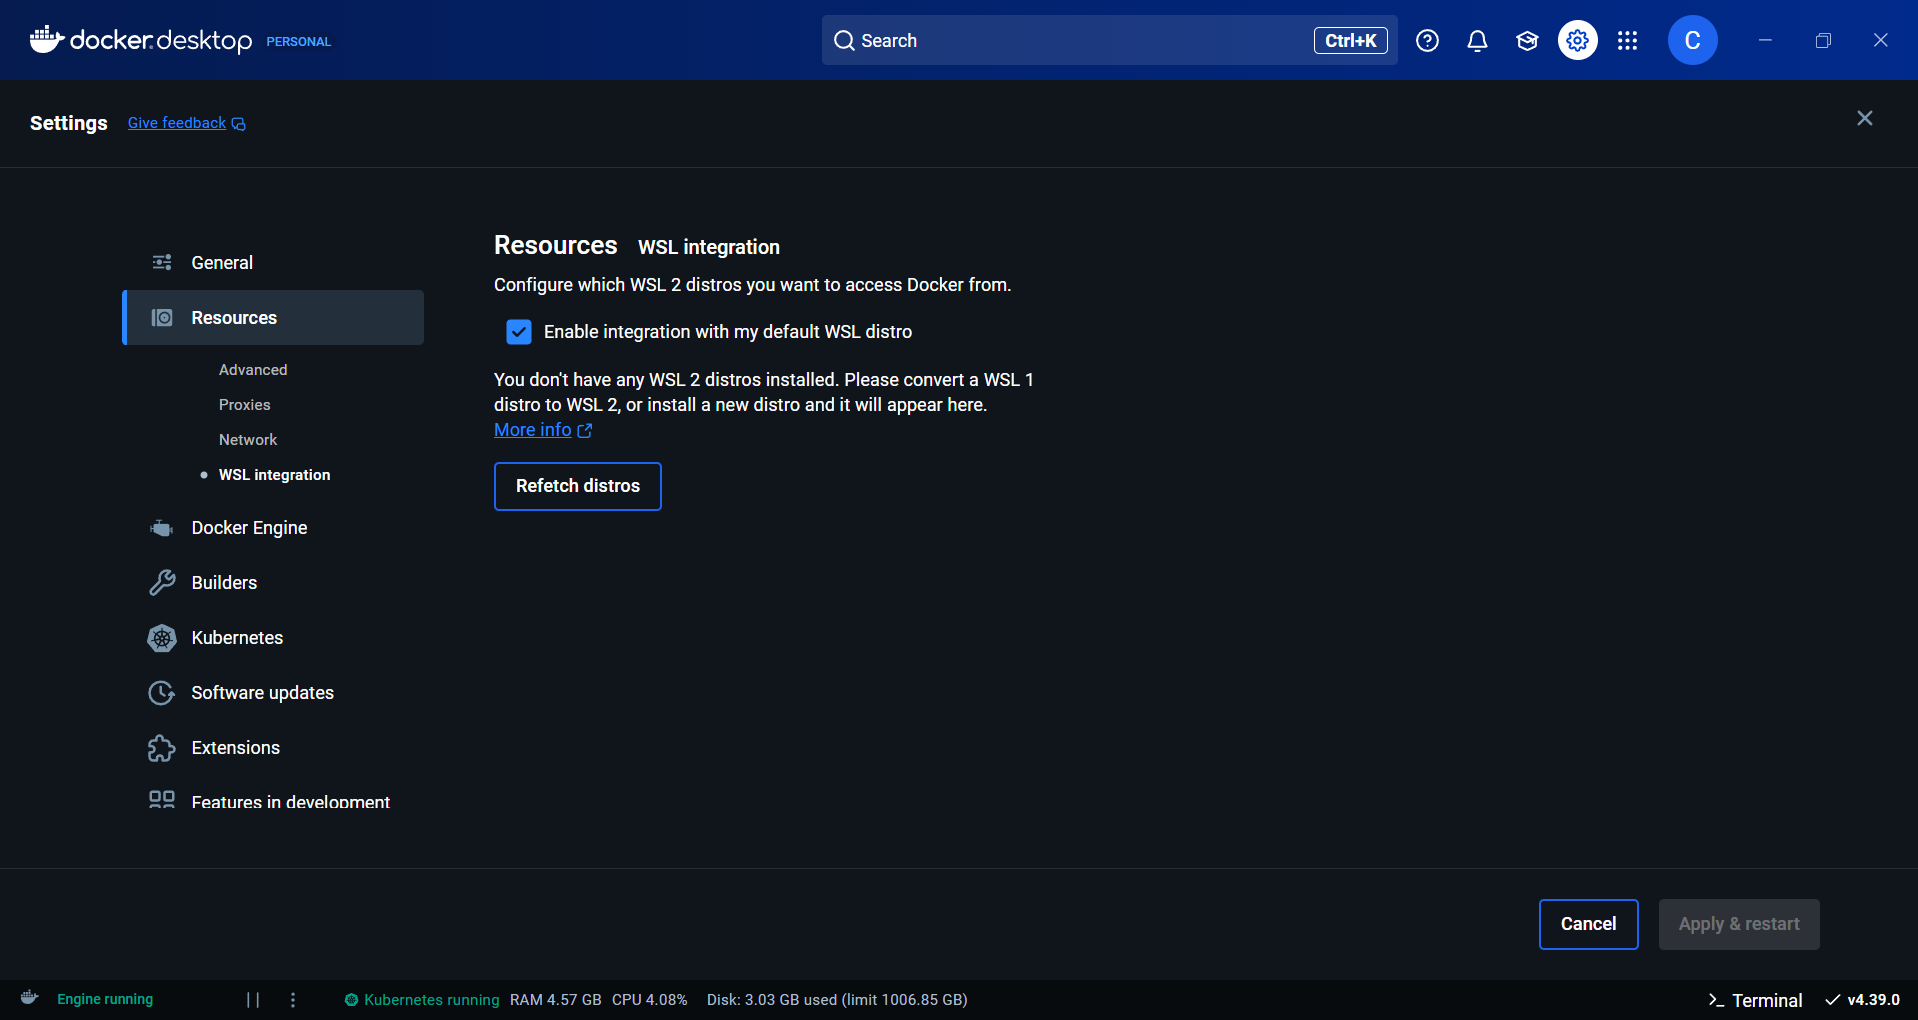 docker.desktop PERSONAL
Search Ctrl+K
C
Settings Give feedback
General
Resources
Advanced
Proxies
Network
WSL integration
Docker Engine
Builders
Kubernetes
Software updates
Extensions
Features in development
Resources WSL integration
Configure which WSL 2 distros you want to access Docker from.
Enable integration with my default WSL distro
You don't have any WSL 2 distros installed. Please convert a WSL 1
distro to WSL 2, or install a new distro and it will appear here.
More info
Refetch distros
Cancel Apply & restart
Engine running Kubernetes running RAM 4.57 GB CPU 4.08% Disk: 3.03 GB used (limit 1006.85 GB) >_ Terminal v4.39.0